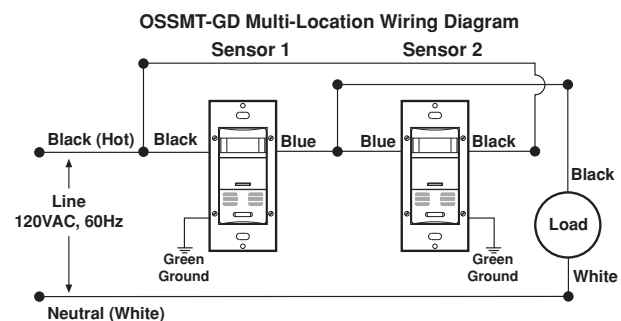 OSSMT-GD Multi-Location Wiring Diagram
Sensor 1
Sensor 2
Black (Hot)
Black
Blue
Blue
Black
Black
Line
120VAC, 60Hz
Load
Green
Ground
Green
Ground
White
Neutral (White)